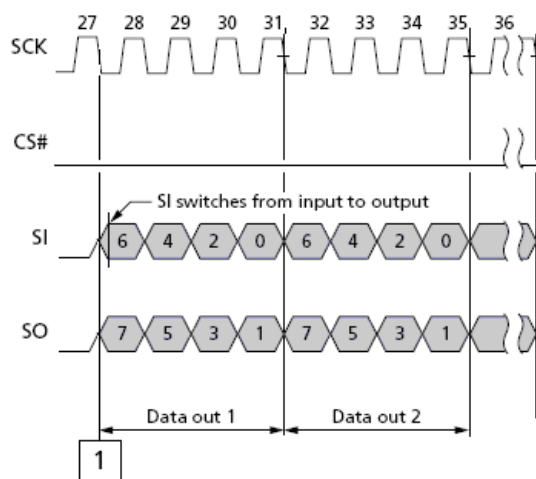 27 28 29 30 31 32 33 34 35 36
SCK
CS#
SI switches from input to output
SI 6 4 2 0 6 4 2 0
SO 7 5 3 1 7 5 3 1
Data out 1 Data out 2
1